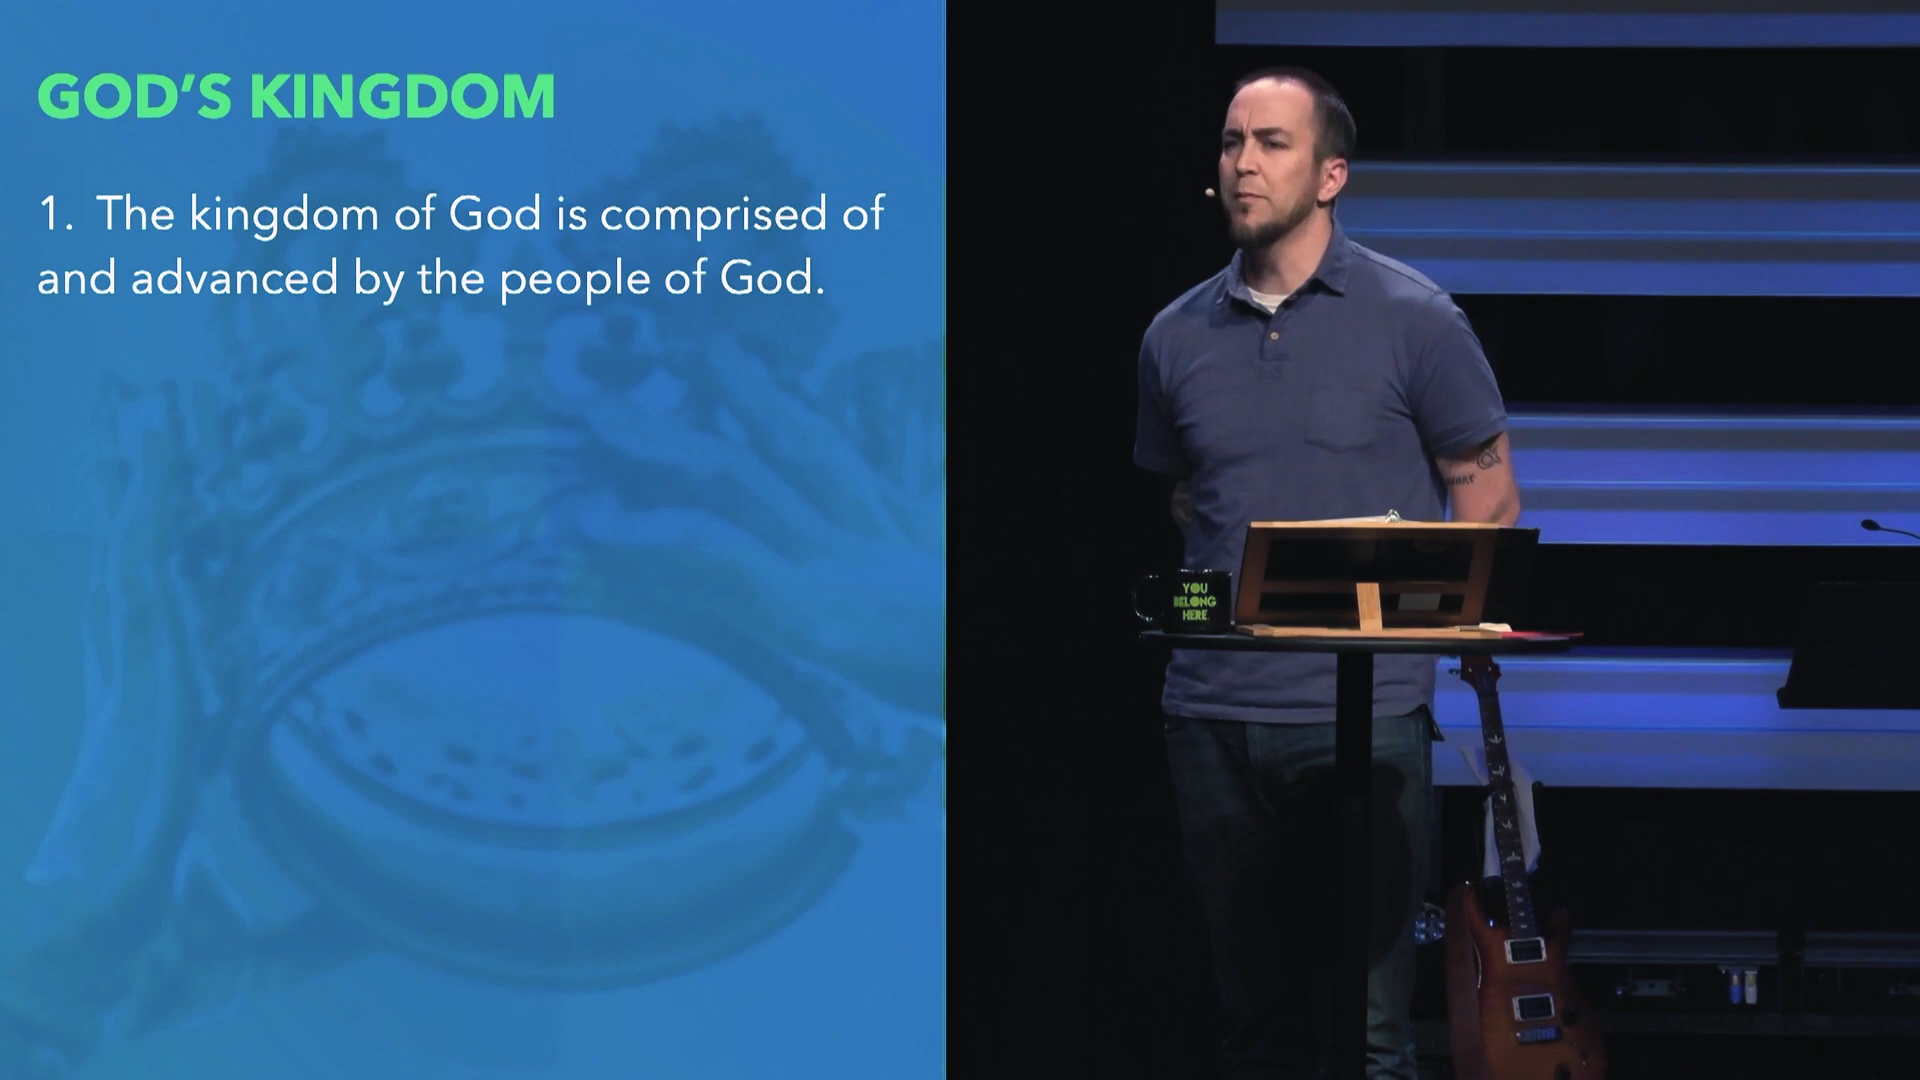 GOD’S KINGDOM
1. The kingdom of God is comprised of
and advanced by the people of God.
YOU
BELONG
HERE.